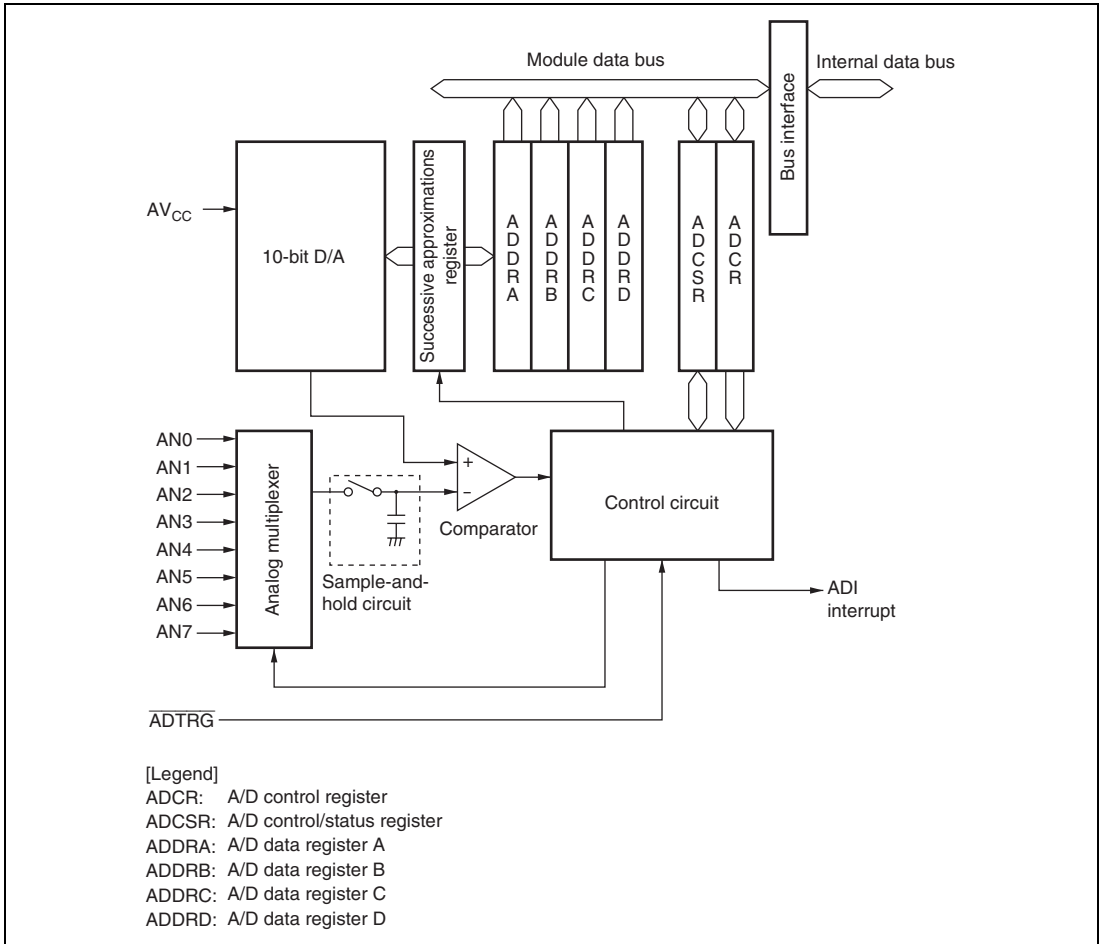 Module data bus
Internal data bus
Bus interface
AVCC
10-bit D/A
Successive approximations
register
ADDRA
ADDRB
ADDRC
ADDRD
ADCSR
ADCR
AN0
AN1
AN2
AN3
AN4
AN5
AN6
AN7
Analog multiplexer
+
−
Comparator
Sample-and-
hold circuit
Control circuit
ADI
interrupt
ADTRG
[Legend]
ADCR: A/D control register
ADCSR: A/D control/status register
ADDRA: A/D data register A
ADDRB: A/D data register B
ADDRC: A/D data register C
ADDRD: A/D data register D